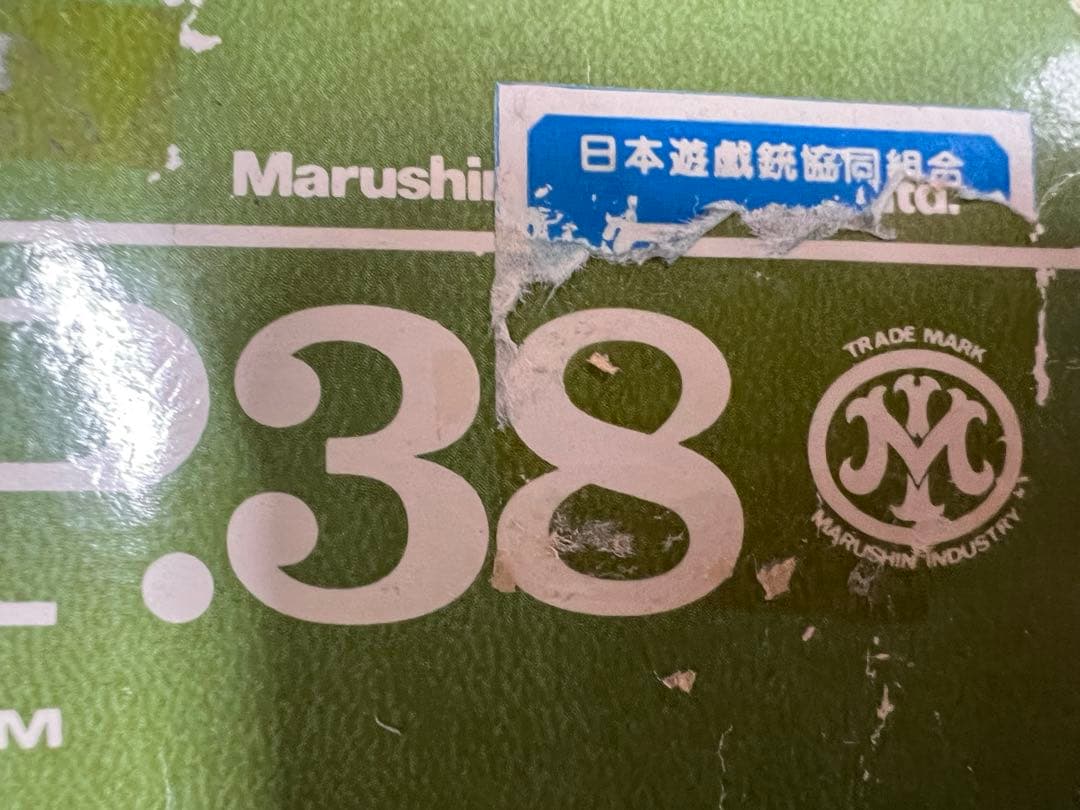 Marushin
日本遊戯銃協同組合
Ltd.
P.38
TRADE MARK
M
MARUSHIN INDUSTRY
M